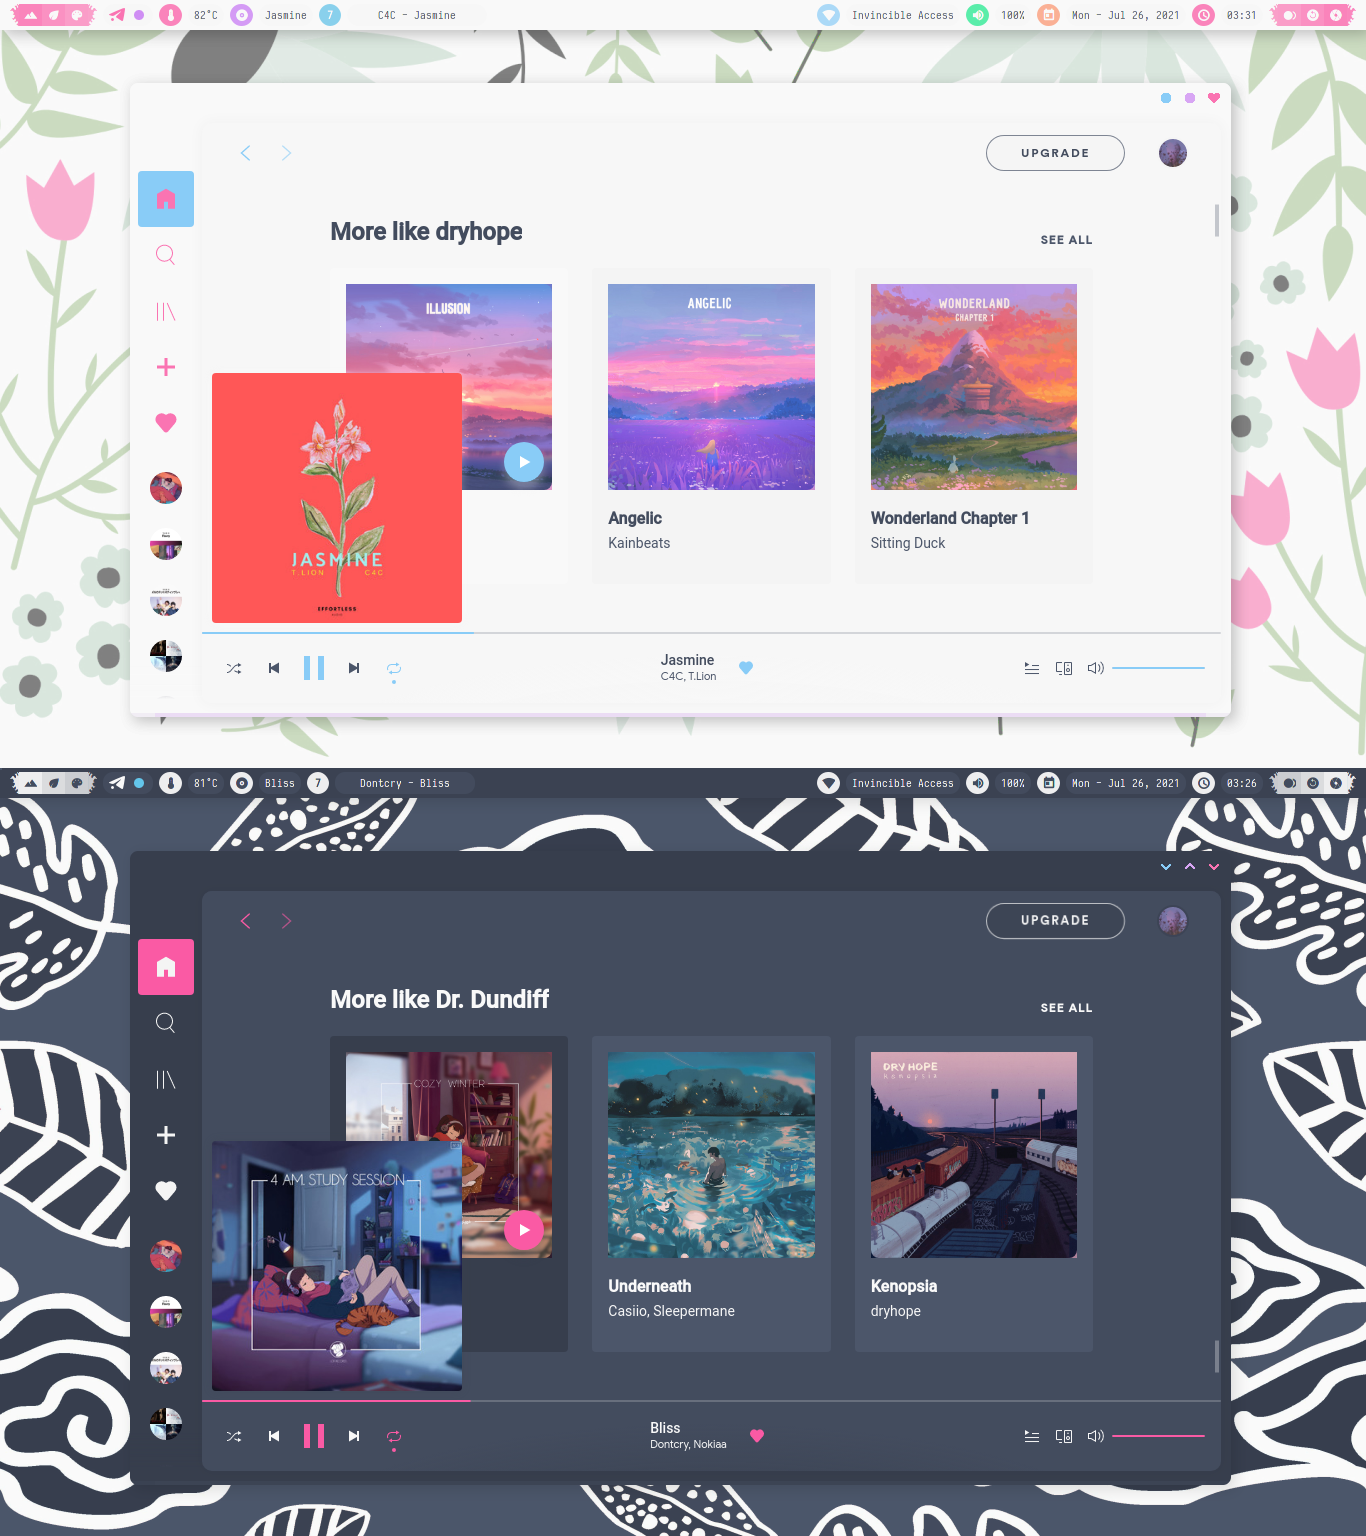 82°C
Jasmine
7
C4C - Jasmine
Invincible Access
100%
Mon - Jul 26, 2021
03:31
UPGRADE
More like dryhope
SEE ALL
ILLUSION
ANGELIC
WONDERLAND
CHAPTER 1
JASMINE
T.LION C4C
EFFORTLESS
Angelic
Kainbeats
Wonderland Chapter 1
Sitting Duck
Jasmine
C4C, T.Lion
81°C
Bliss
7
Dontcry - Bliss
Invincible Access
100%
Mon - Jul 26, 2021
03:26
UPGRADE
More like Dr. Dundiff
SEE ALL
COZY WINTER
DRY HOPE
kenopsia
4 A.M. STUDY SESSION
Underneath
Casiio, Sleepermane
Kenopsia
dryhope
Bliss
Dontcry, Nokiaa